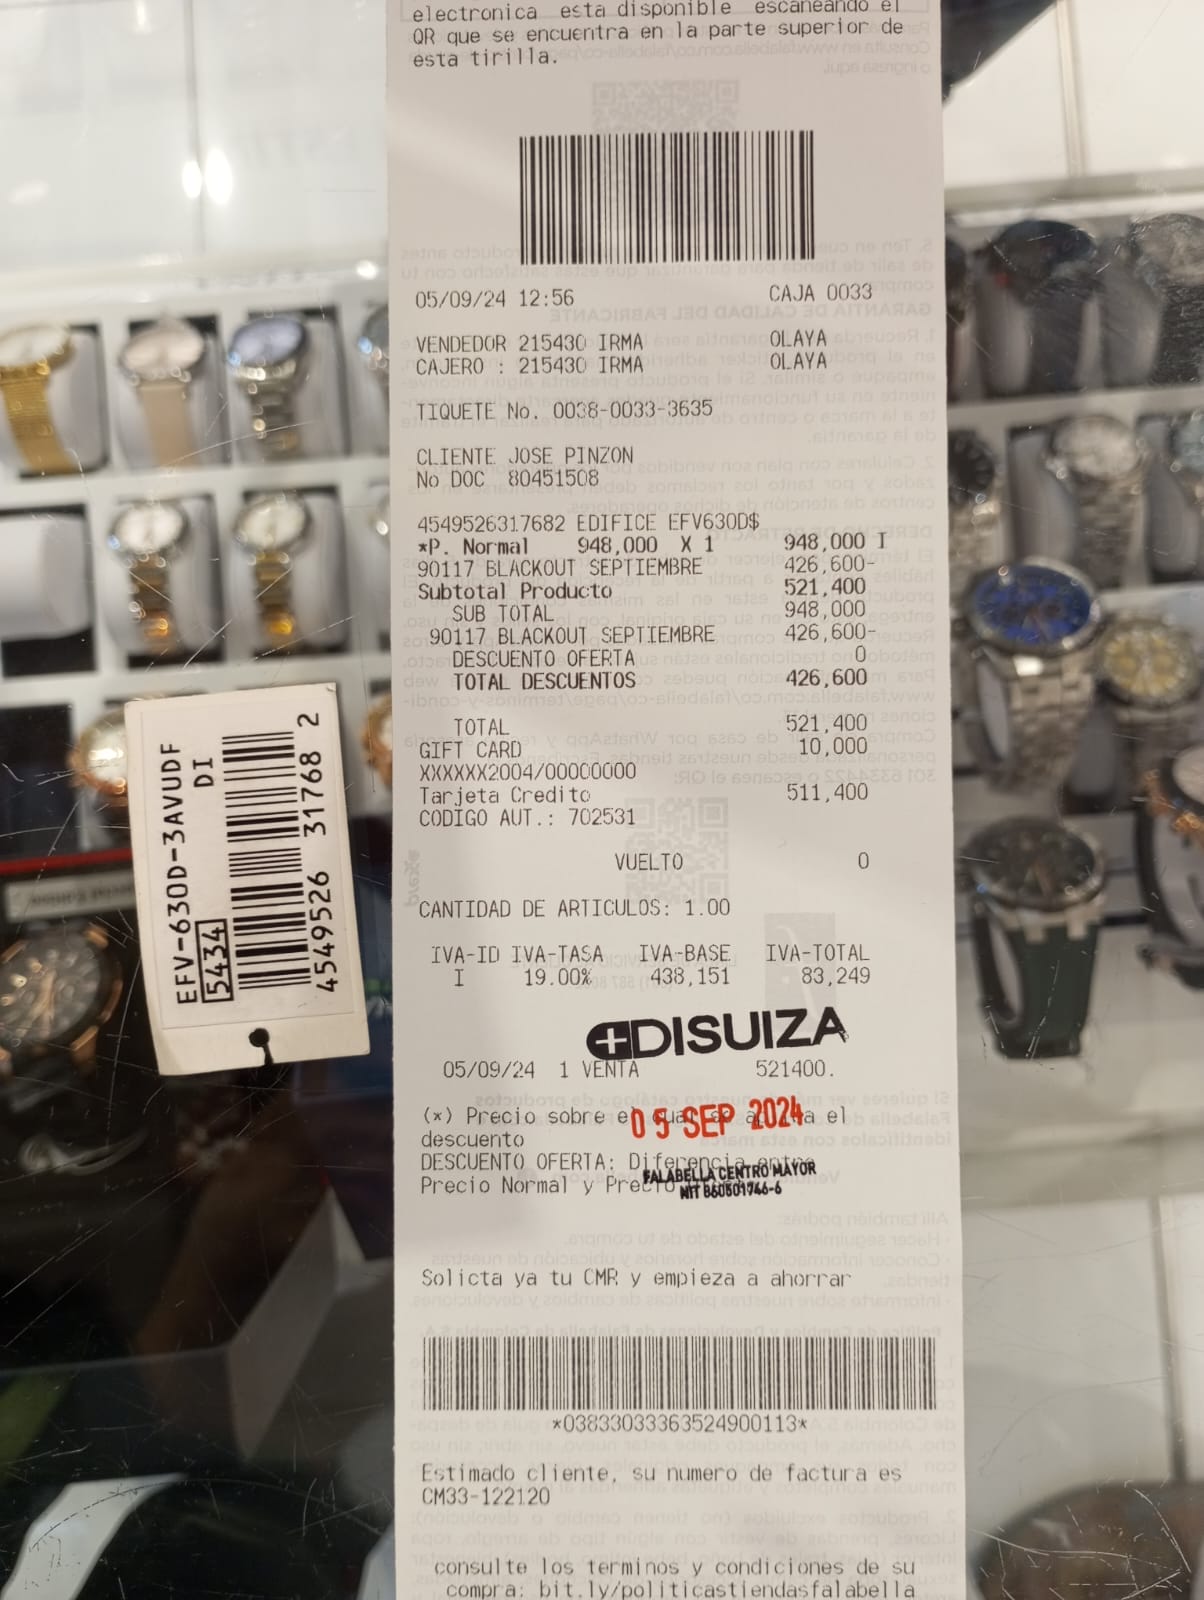 electronica esta disponible escaneando el
QR que se encuentra en la parte superior de
esta tirilla.
05/09/24 12:56 CAJA 0033
VENDEDOR 215430 IRMA OLAYA
CAJERO : 215430 IRMA OLAYA
TIQUETE No. 0038-0033-3635
CLIENTE JOSE PINZON
No DOC 80451508
4549526317682 EDIFICE EFV630D$
*P. Normal 948,000 X 1 948,000 I
90117 BLACKOUT SEPTIEMBRE 426,600-
Subtotal Producto 521,400
SUB TOTAL 948,000
90117 BLACKOUT SEPTIEMBRE 426,600-
DESCUENTO OFERTA 0
TOTAL DESCUENTOS 426,600
TOTAL 521,400
GIFT CARD 10,000
XXXXXX2004/00000000
Tarjeta Credito 511,400
CODIGO AUT.: 702531
VUELTO 0
CANTIDAD DE ARTICULOS: 1.00
IVA-ID IVA-TASA IVA-BASE IVA-TOTAL
I 19.00% 438,151 83,249
DISUIZA
05/09/24 1 VENTA 521400.
(*) Precio sobre el
05 SEP 2024
el
descuento
DESCUENTO OFERTA: Diferencia entre
FALABELLA CENTRO MAYOR
Precio Normal y Precio
NIT 860501746-6
Solicta ya tu CMR y empieza a ahorrar
*03833033363524900113*
Estimado cliente, su numero de factura es
CM33-122120
consulte los terminos y condiciones de su
compra: bit.ly/politicastiendasfalabella
EFV-630D-3AVUDF
DI
5434
4549526 31768 2